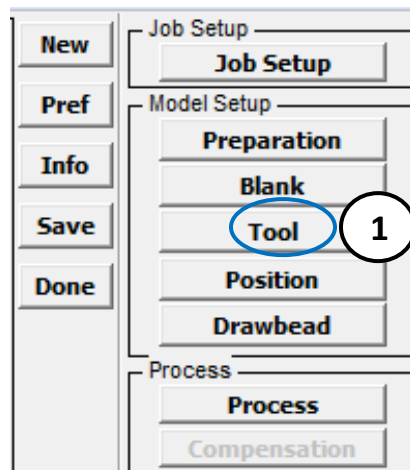 New
Pref
Info
Save
Done
Job Setup
Job Setup
Model Setup
Preparation
Blank
Tool
1
Position
Drawbead
Process
Process
Compensation